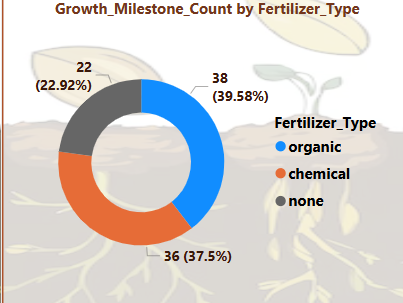 Growth_Milestone_Count by Fertilizer_Type
22
(22.92%)
38
(39.58%)
Fertilizer_Type
organic
chemical
none
36 (37.5%)